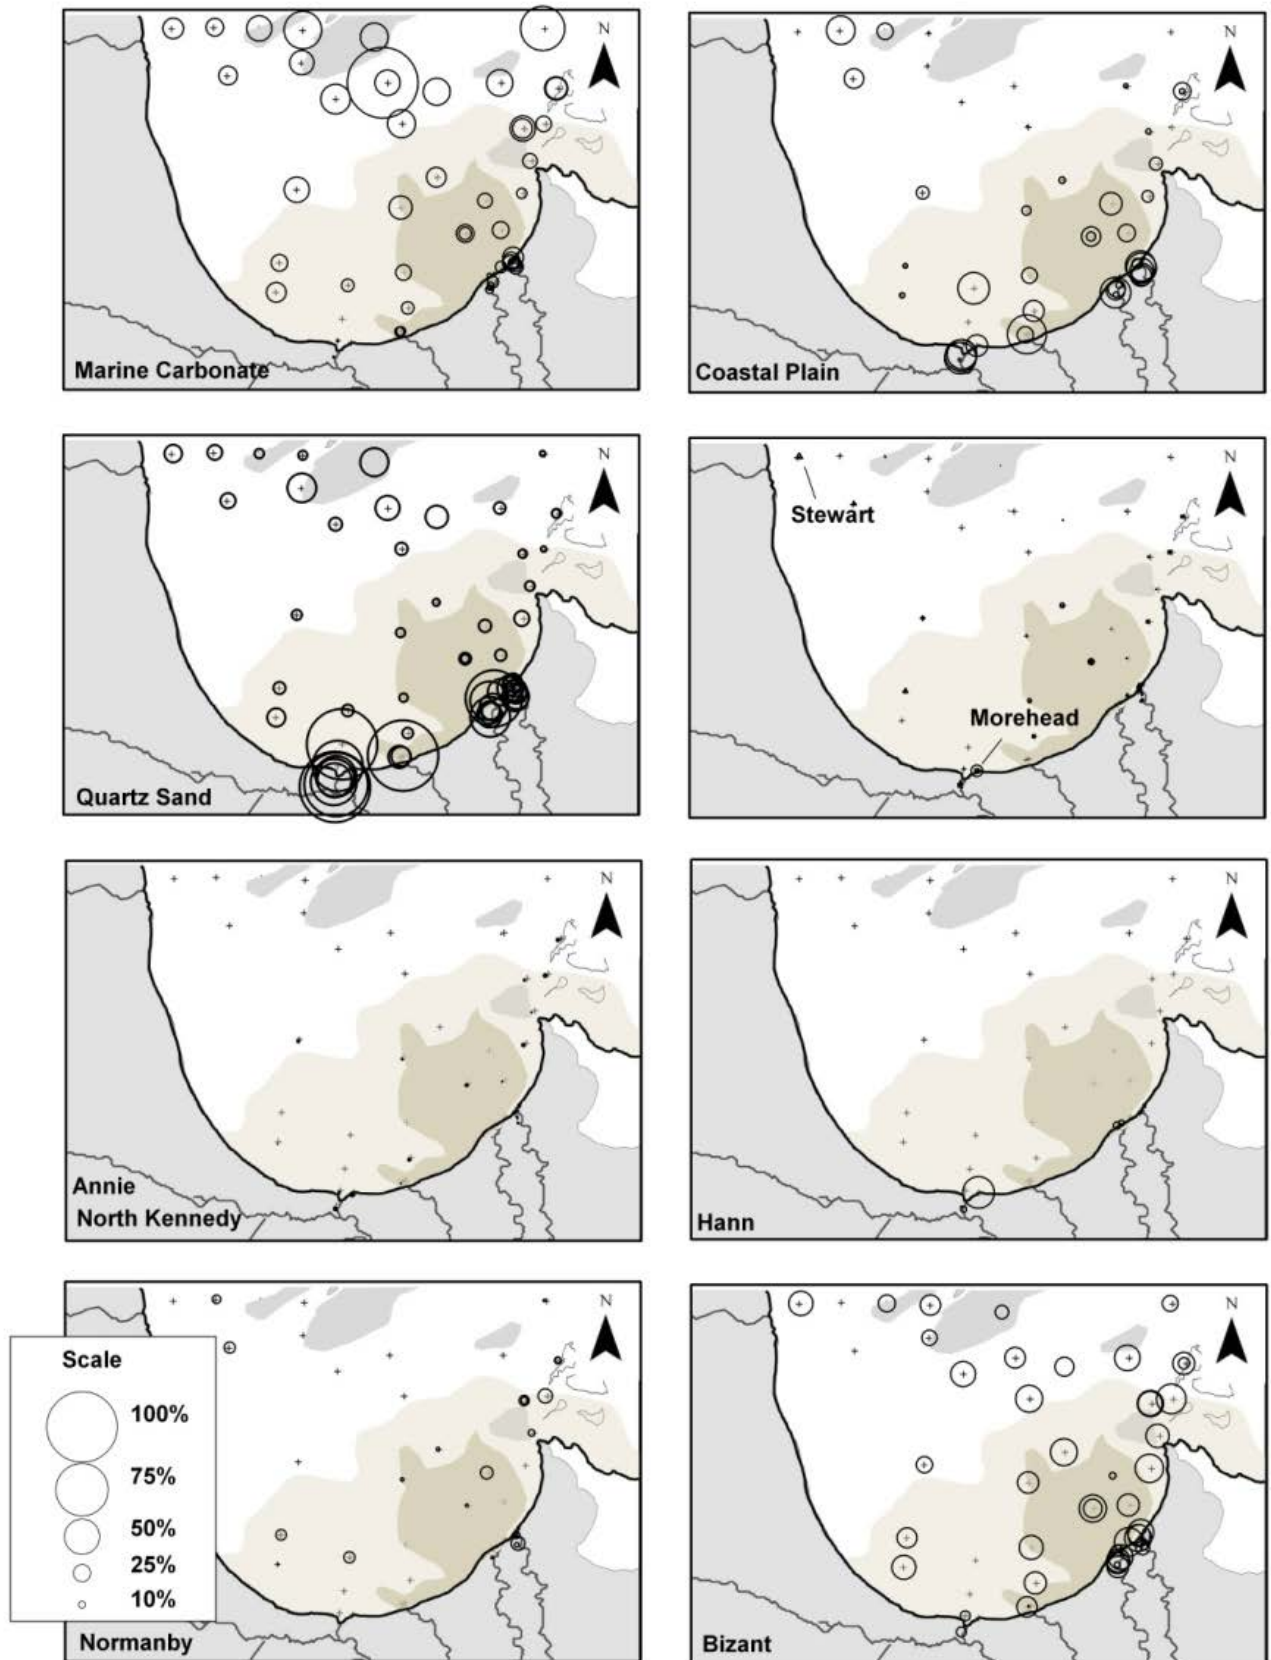 N
Marine Carbonate
N
Coastal Plain
N
Quartz Sand
N
Stewart
Morehead
N
Annie
North Kennedy
N
Hann
N
Scale
100%
75%
50%
25%
10%
Normanby
N
Bizant